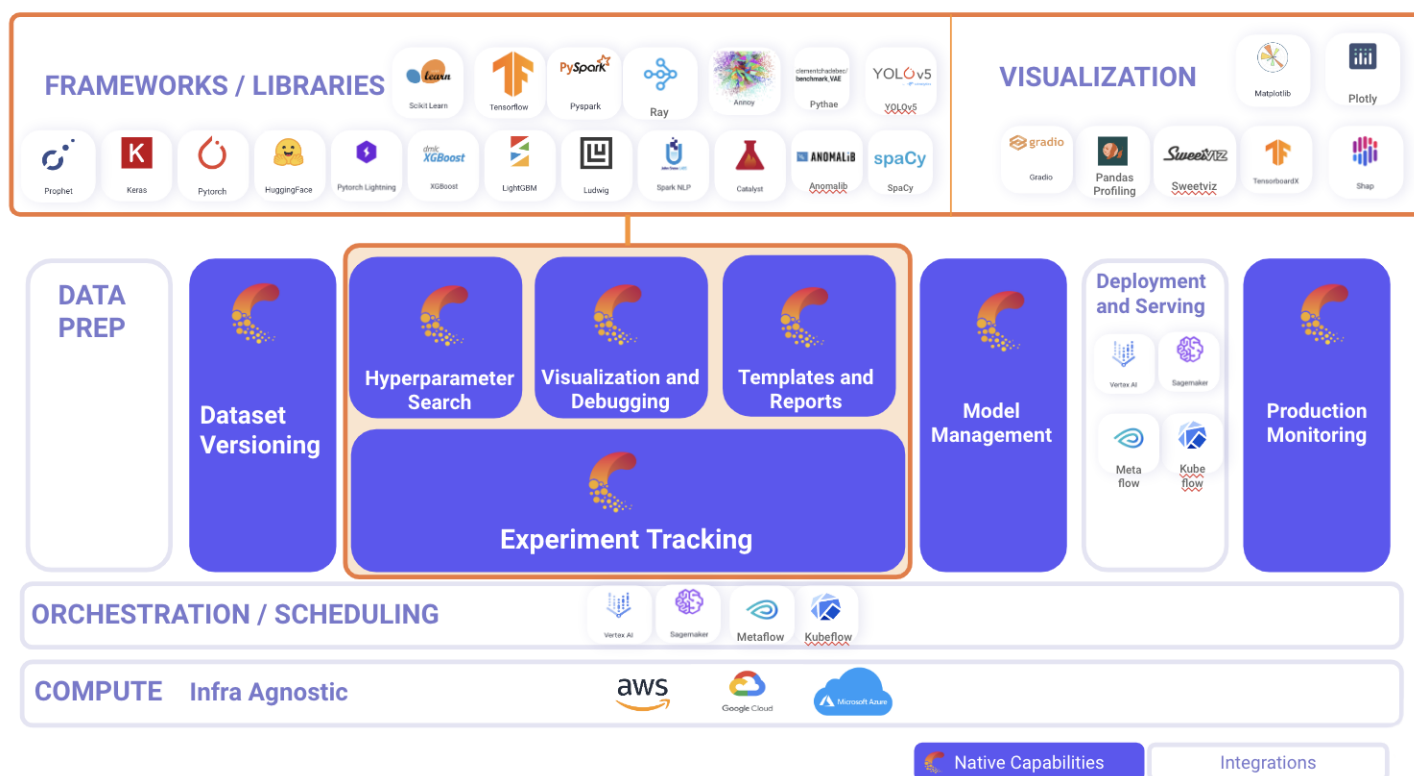 FRAMEWORKS / LIBRARIES
learn
Scikit Learn
Tensorflow
PySpark
Pyspark
Ray
Annoy
clementchadebec/
benchmark_VAE
Pythae
YOLOv5
YOLOv5
Prophet
K
Keras
Pytorch
HuggingFace
Pytorch Lightning
dmlc
XGBoost
XGBoost
LightGBM
Ludwig
Spark NLP
Catalyst
ANOMALIB
Anomalib
spaCy
SpaCy
VISUALIZATION
Matplotlib
Plotly
gradio
Gradio
Pandas
Profiling
SweetVIZ
Sweetviz
TensorboardX
Shap
DATA
PREP
Dataset
Versioning
Hyperparameter
Search
Visualization and
Debugging
Templates and
Reports
Experiment Tracking
Model
Management
Deployment
and Serving
Vertex AI
Sagemaker
Meta
flow
Kube
flow
Production
Monitoring
ORCHESTRATION / SCHEDULING
Vertex AI
Sagemaker
Metaflow
Kubeflow
COMPUTE Infra Agnostic
aws
Google Cloud
Microsoft Azure
Native Capabilities
Integrations